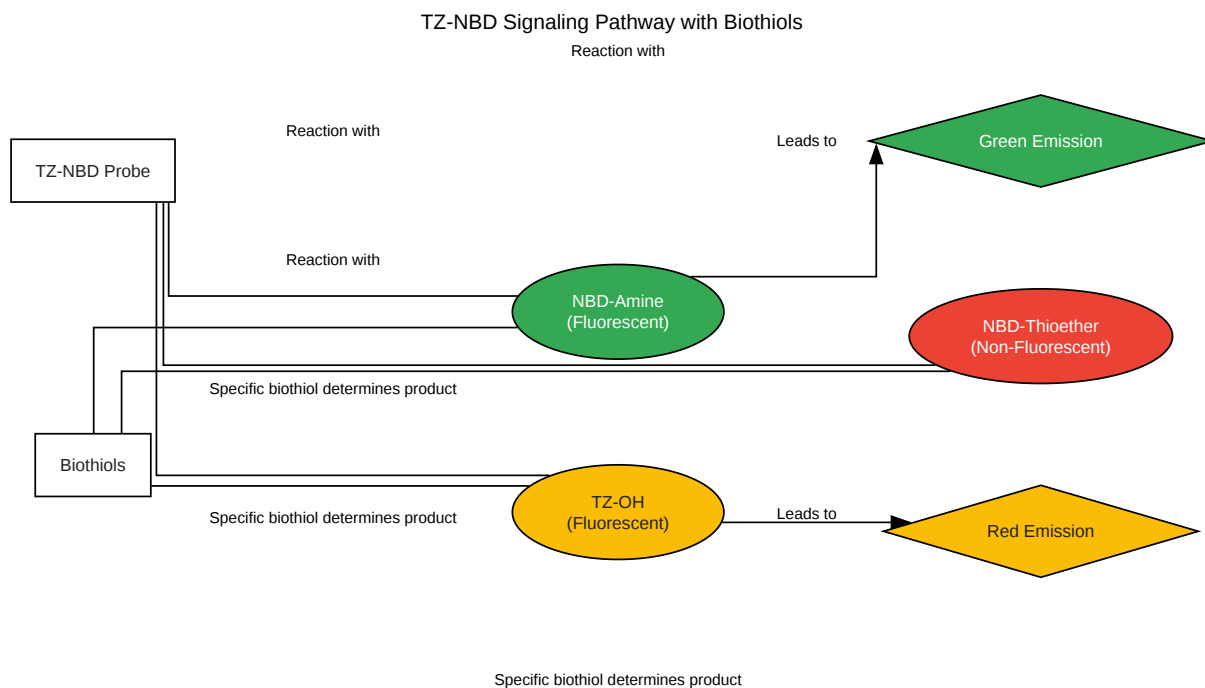 TZ-NBD Signaling Pathway with Biothiols
Reaction with
Reaction with
Leads to
Green Emission
TZ-NBD Probe
Reaction with
NBD-Amine
(Fluorescent)
NBD-Thioether
(Non-Fluorescent)
Specific biothiol determines product
Biothiols
TZ-OH
(Fluorescent)
Specific biothiol determines product
Leads to
Red Emission
Specific biothiol determines product